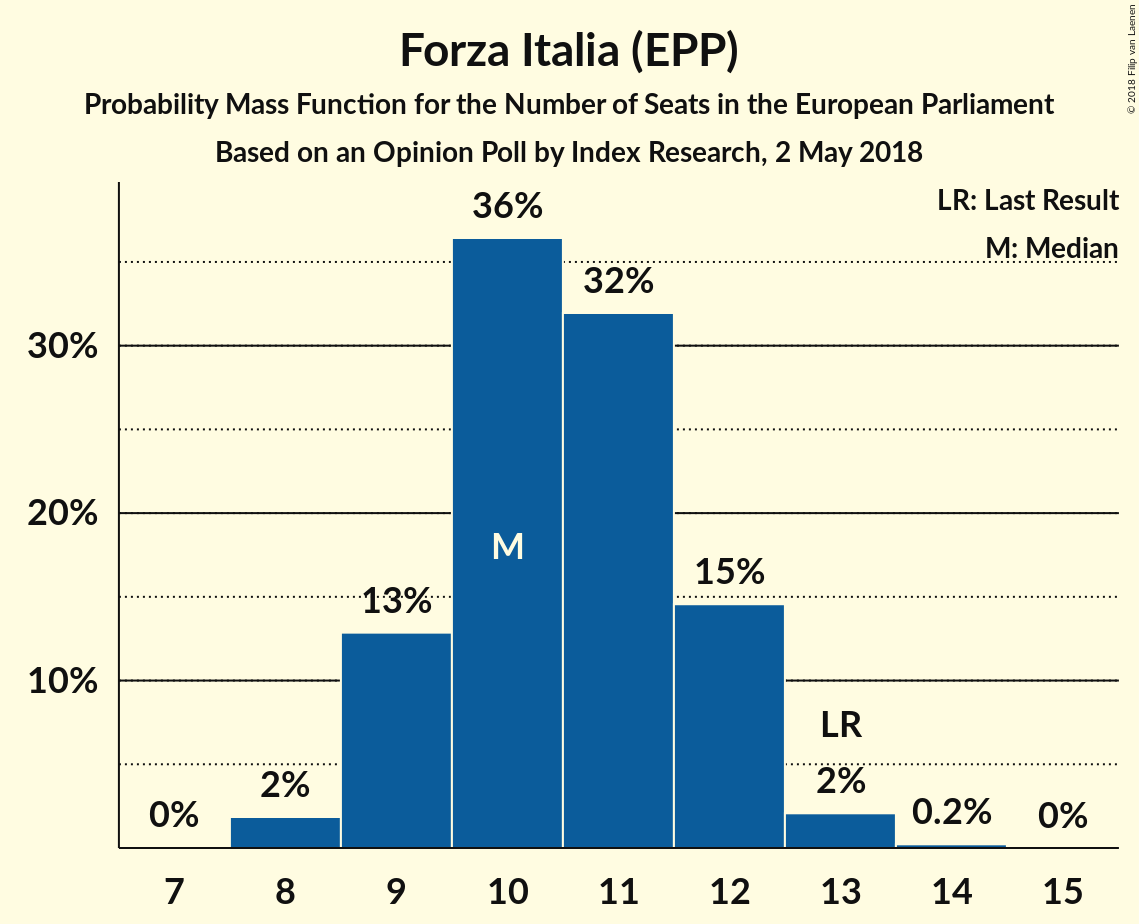 Forza Italia (EPP)
Probability Mass Function for the Number of Seats in the European Parliament
Based on an Opinion Poll by Index Research, 2 May 2018
© 2018 Filip van Laenen
LR: Last Result
M: Median
36%
32%
30%
20%
M
15%
13%
10%
LR
2%
2%
0%
0.2%
0%
7 8 9 10 11 12 13 14 15